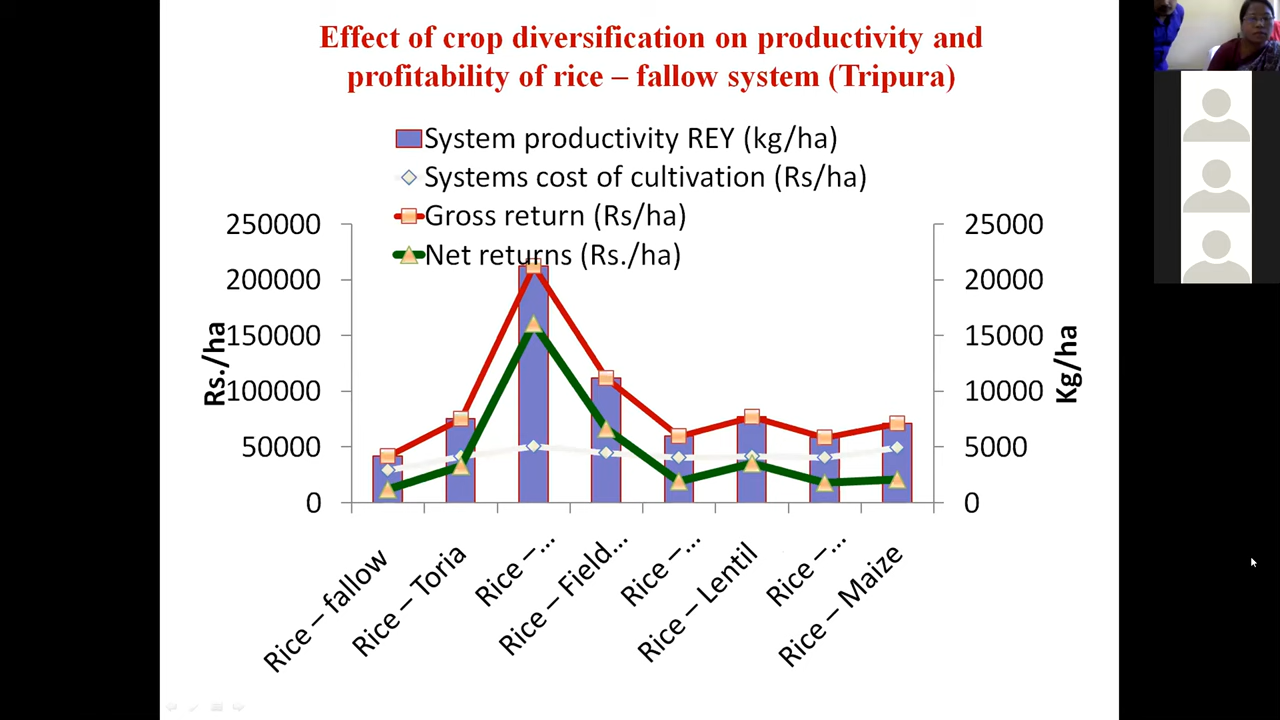 Effect of crop diversification on productivity and
profitability of rice – fallow system (Tripura)
System productivity REY (kg/ha)
Systems cost of cultivation (Rs/ha)
Gross return (Rs/ha)
Net returns (Rs./ha)
250000
200000
150000
100000
50000
0
Rs./ha
25000
20000
15000
10000
5000
0
Kg/ha
Rice – fallow
Rice – Toria
Rice –...
Rice – Field...
Rice –...
Rice – Lentil
Rice –...
Rice – Maize